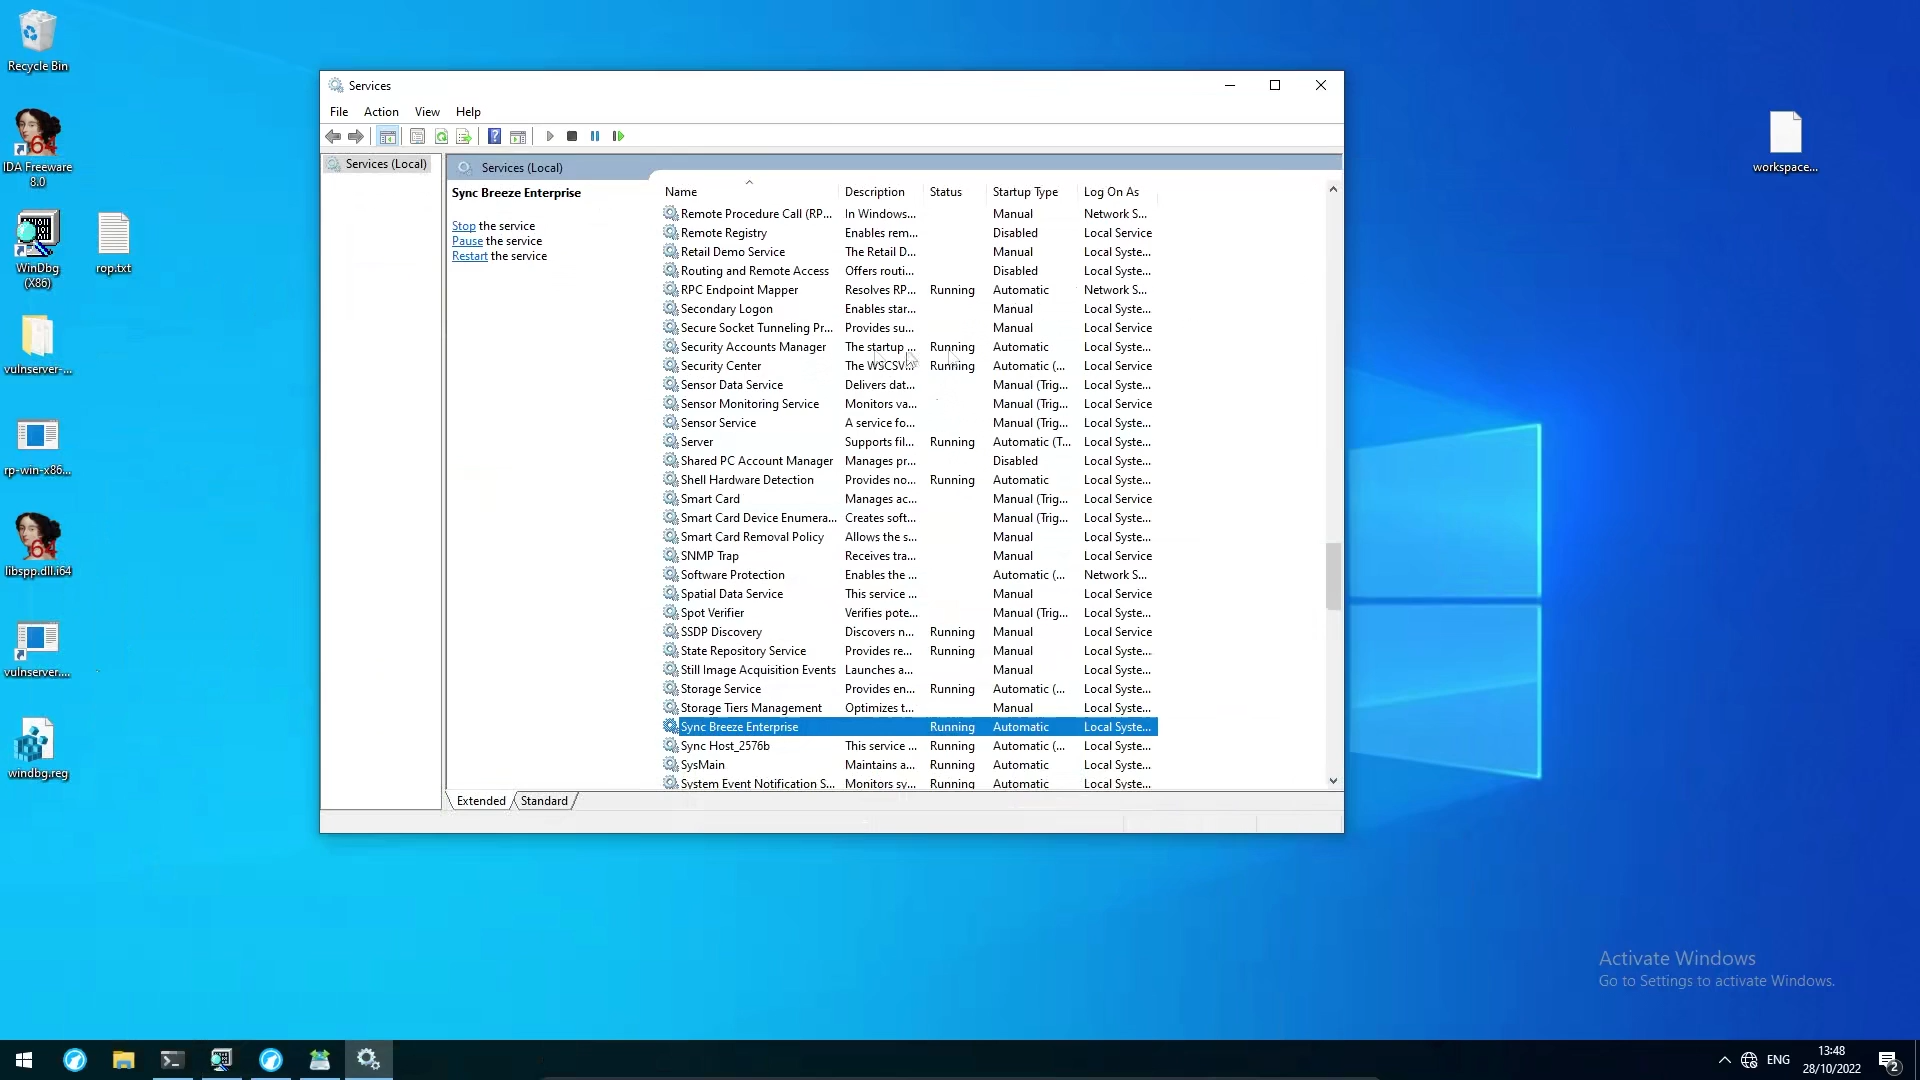 Recycle Bin
IDA Freeware
8.0
WinDbg
(X86)
rop.txt
vulnserver-...
rp-win-x86...
libspp.dll.i64
vulnserver....
windbg.reg
workspace...
Services
File Action View Help
Services (Local)
Services (Local)
Sync Breeze Enterprise
Stop the service
Pause the service
Restart the service
Name Description Status Startup Type Log On As
Remote Procedure Call (RP... In Windows... Manual Network S...
Remote Registry Enables rem... Disabled Local Service
Retail Demo Service The Retail D... Manual Local Syste...
Routing and Remote Access Offers routi... Disabled Local Syste...
RPC Endpoint Mapper Resolves RP... Running Automatic Network S...
Secondary Logon Enables star... Manual Local Syste...
Secure Socket Tunneling Pr... Provides su... Manual Local Service
Security Accounts Manager The startup ... Running Automatic Local Syste...
Security Center The WSCSV... Running Automatic (... Local Service
Sensor Data Service Delivers dat... Manual (Trig... Local Syste...
Sensor Monitoring Service Monitors va... Manual (Trig... Local Service
Sensor Service A service fo... Manual (Trig... Local Syste...
Server Supports fil... Running Automatic (T... Local Syste...
Shared PC Account Manager Manages pr... Disabled Local Syste...
Shell Hardware Detection Provides no... Running Automatic Local Syste...
Smart Card Manages ac... Manual (Trig... Local Service
Smart Card Device Enumera... Creates soft... Manual (Trig... Local Syste...
Smart Card Removal Policy Allows the s... Manual Local Syste...
SNMP Trap Receives tra... Manual Local Service
Software Protection Enables the ... Automatic (... Network S...
Spatial Data Service This service ... Manual Local Service
Spot Verifier Verifies pote... Manual (Trig... Local Syste...
SSDP Discovery Discovers n... Running Manual Local Service
State Repository Service Provides re... Running Manual Local Syste...
Still Image Acquisition Events Launches a... Manual Local Syste...
Storage Service Provides en... Running Automatic (... Local Syste...
Storage Tiers Management Optimizes t... Manual Local Syste...
Sync Breeze Enterprise Running Automatic Local Syste...
Sync Host_2576b This service ... Running Automatic (... Local Syste...
SysMain Maintains a... Running Automatic Local Syste...
System Event Notification S... Monitors sy... Running Automatic Local Syste...
Extended Standard
Activate Windows
Go to Settings to activate Windows.
ENG
13:48
28/10/2022
2